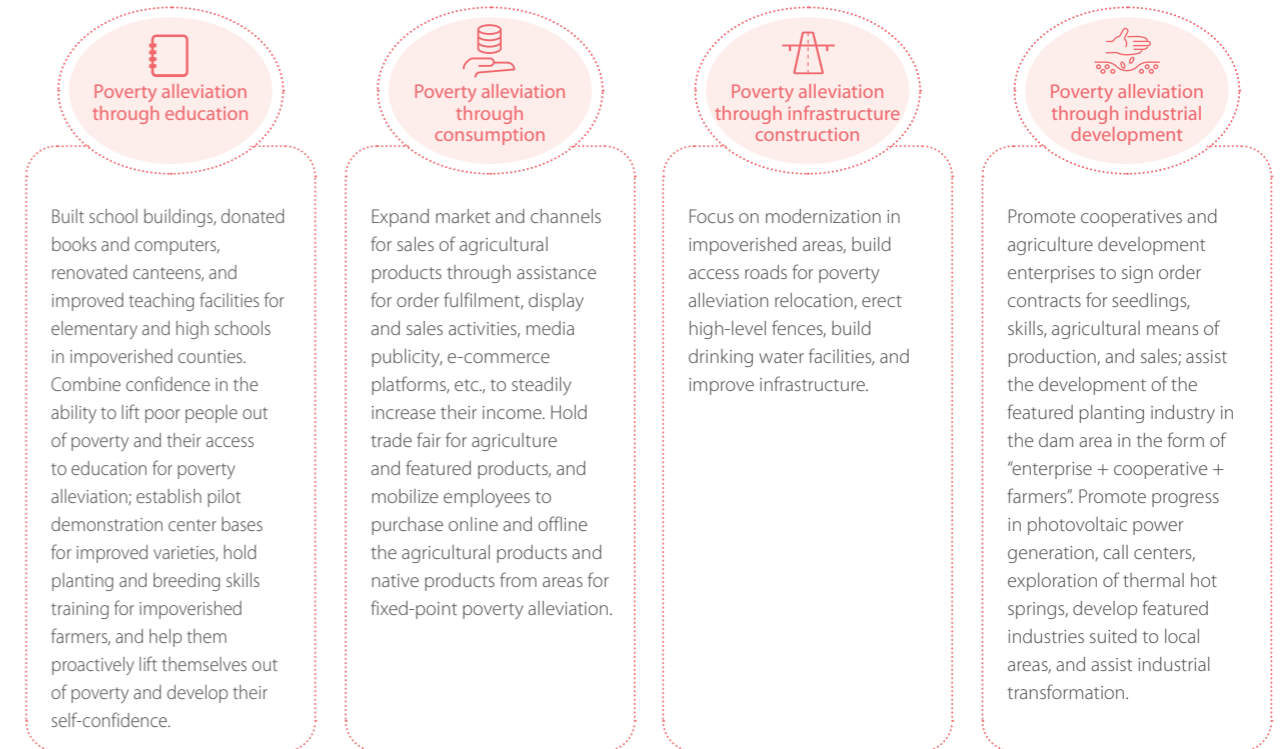 Poverty alleviation
through education
Built school buildings, donated
books and computers,
renovated canteens, and
improved teaching facilities for
elementary and high schools
in impoverished counties.
Combine confidence in the
ability to lift poor people out
of poverty and their access
to education for poverty
alleviation; establish pilot
demonstration center bases
for improved varieties, hold
planting and breeding skills
training for impoverished
farmers, and help them
proactively lift themselves out
of poverty and develop their
self-confidence.
Poverty alleviation
through
consumption
Expand market and channels
for sales of agricultural
products through assistance
for order fulfilment, display
and sales activities, media
publicity, e-commerce
platforms, etc., to steadily
increase their income. Hold
trade fair for agriculture
and featured products, and
mobilize employees to
purchase online and offline
the agricultural products and
native products from areas for
fixed-point poverty alleviation.
Poverty alleviation
through infrastructure
construction
Focus on modernization in
impoverished areas, build
access roads for poverty
alleviation relocation, erect
high-level fences, build
drinking water facilities, and
improve infrastructure.
Poverty alleviation
through industrial
development
Promote cooperatives and
agriculture development
enterprises to sign order
contracts for seedlings,
skills, agricultural means of
production, and sales; assist
the development of the
featured planting industry in
the dam area in the form of
“enterprise + cooperative +
farmers”. Promote progress
in photovoltaic power
generation, call centers,
exploration of thermal hot
springs, develop featured
industries suited to local
areas, and assist industrial
transformation.